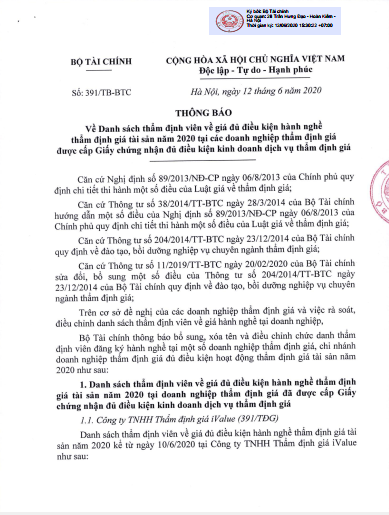 Ký bởi: Bộ Tài chính
Cơ quan: 28 Trần Hưng Đạo - Hoàn Kiếm -
Hà Nội
Thời gian ký: 12/06/2020 +07:00
BỘ TÀI CHÍNH
CỘNG HÒA XÃ HỘI CHỦ NGHĨA VIỆT NAM
Độc lập - Tự do - Hạnh phúc
Số: 391/TB-BTC
Hà Nội, ngày 12 tháng 6 năm 2020
THÔNG BÁO
Về Danh sách thẩm định viên về giá đủ điều kiện hành nghề
thẩm định giá tài sản năm 2020 tại các doanh nghiệp thẩm định giá
được cấp Giấy chứng nhận đủ điều kiện kinh doanh dịch vụ thẩm định giá
Căn cứ Nghị định số 89/2013/NĐ-CP ngày 06/8/2013 của Chính phủ quy
định chi tiết thi hành một số điều của Luật giá về thẩm định giá;
Căn cứ Thông tư số 38/2014/TT-BTC ngày 28/3/2014 của Bộ Tài chính
hướng dẫn một số điều của Nghị định số 89/2013/NĐ-CP ngày 06/8/2013 của
Chính phủ quy định chi tiết thi hành một số điều của Luật giá về thẩm định giá;
Căn cứ Thông tư số 204/2014/TT-BTC ngày 23/12/2014 của Bộ Tài chính
quy định về đào tạo, bồi dưỡng nghiệp vụ chuyên ngành thẩm định giá;
Căn cứ Thông tư số 11/2019/TT-BTC ngày 20/02/2020 của Bộ Tài chính
sửa đổi, bổ sung một số điều của Thông tư số 204/2014/TT-BTC ngày
23/12/2014 của Bộ Tài chính quy định về đào tạo, bồi dưỡng nghiệp vụ chuyên
ngành thẩm định giá;
Trên cơ sở đề nghị của các doanh nghiệp thẩm định giá và việc rà soát,
điều chỉnh danh sách thẩm định viên về giá hành nghề tại doanh nghiệp,
Bộ Tài chính thông báo bổ sung, xóa tên và điều chỉnh chức danh thẩm
định viên đăng ký hành nghề tại một số doanh nghiệp thẩm định giá, chi nhánh
doanh nghiệp thẩm định giá đủ điều kiện hoạt động thẩm định giá tài sản năm
2020 như sau:
1. Danh sách thẩm định viên về giá đủ điều kiện hành nghề thẩm định
giá tài sản năm 2020 tại doanh nghiệp thẩm định giá đã được cấp Giấy
chứng nhận đủ điều kiện kinh doanh dịch vụ thẩm định giá
1.1. Công ty TNHH Thẩm định giá iValue (391/TĐG)
Danh sách thẩm định viên về giá đủ điều kiện hành nghề thẩm định giá tài
sản năm 2020 kể từ ngày 10/6/2020 tại Công ty TNHH Thẩm định giá iValue
như sau: